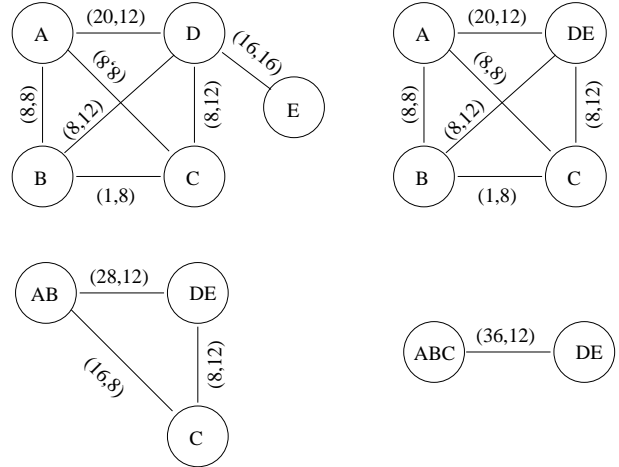 A (20,12) D (16,16) E
(8,8) (8,8) (8,12) (8,12)
B (1,8) C
A (20,12) DE
(8,8) (8,8) (8,12) (8,12)
B (1,8) C
AB (28,12) DE
(16,8) (8,12)
C
ABC (36,12) DE